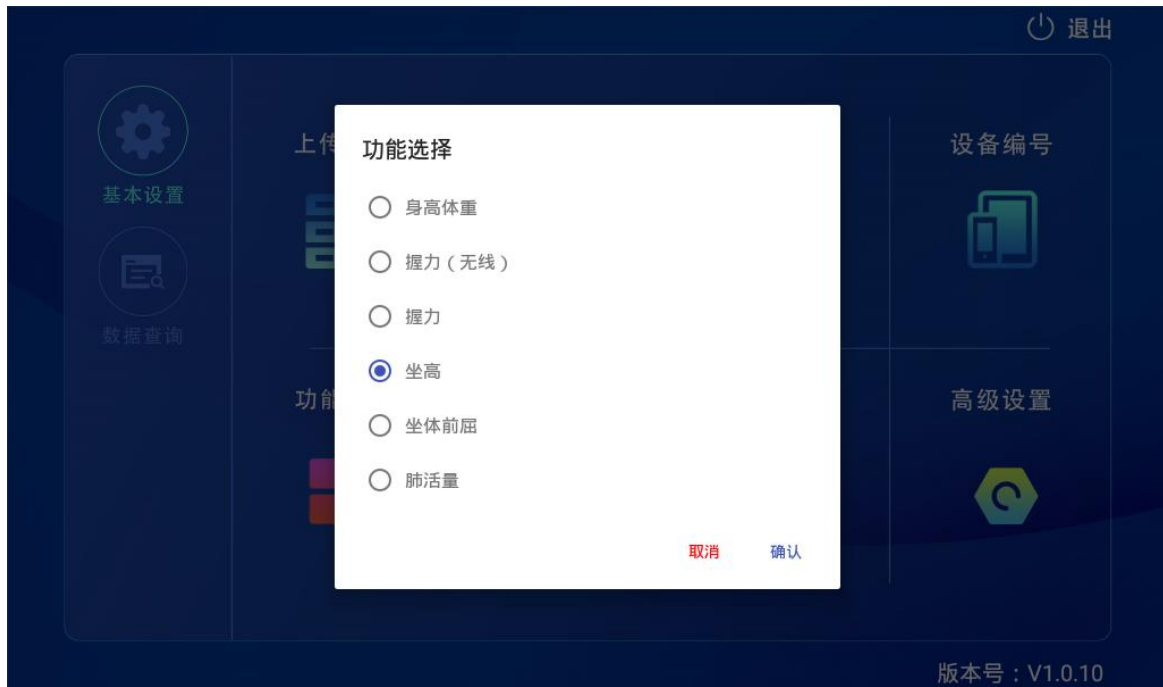 退出
基本设置
数据查询
上传
设备编号
功能
高级设置
功能选择
身高体重
握力（无线）
握力
坐高
坐体前屈
肺活量
取消
确认
版本号：V1.0.10